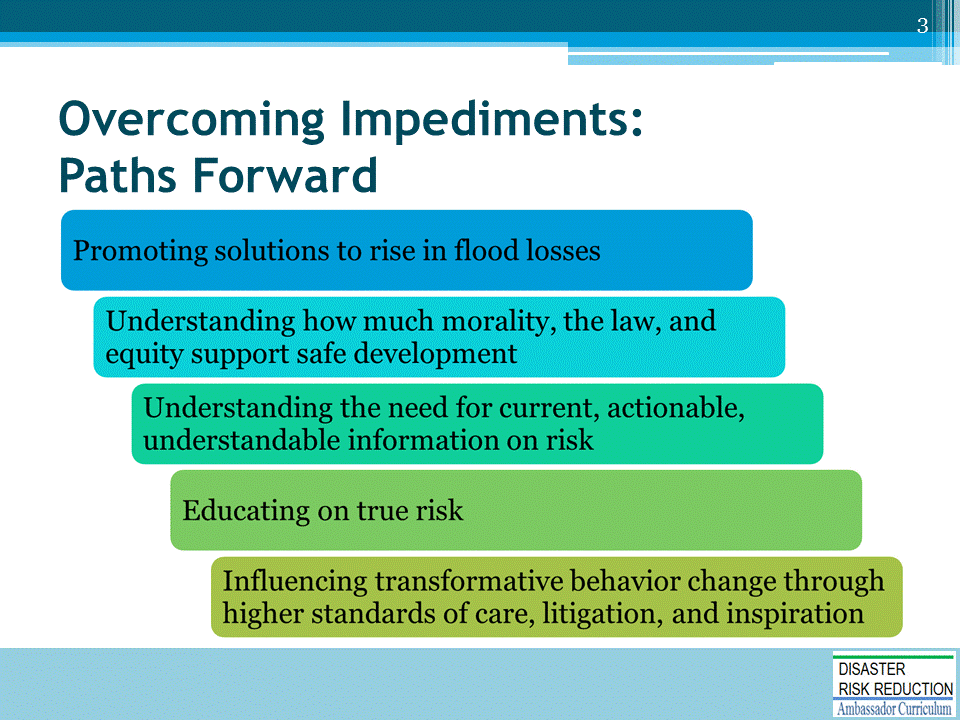 3
Overcoming Impediments:
Paths Forward
Promoting solutions to rise in flood losses
Understanding how much morality, the law, and
equity support safe development
Understanding the need for current, actionable,
understandable information on risk
Educating on true risk
Influencing transformative behavior change through
higher standards of care, litigation, and inspiration
DISASTER
RISK REDUCTION
Ambassador Curriculum